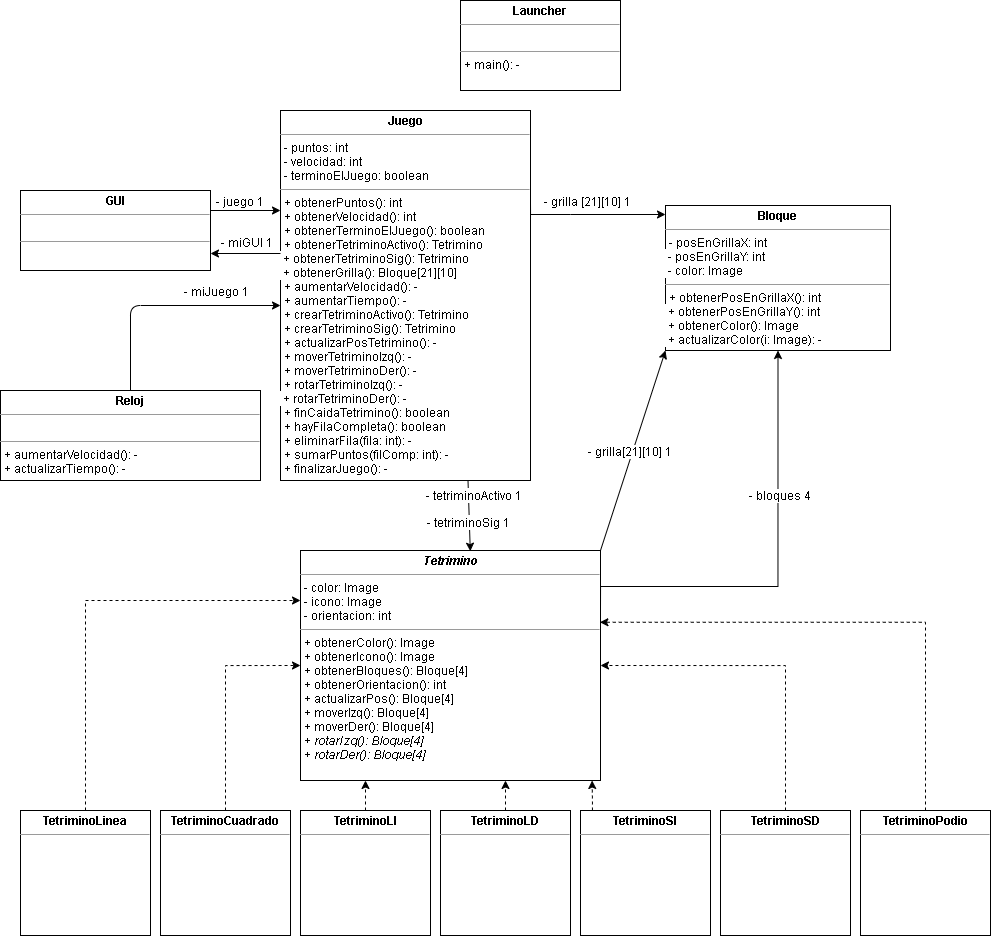 Launcher
+ main(): -
Juego
- puntos: int
- velocidad: int
- terminoElJuego: boolean
+ obtenerPuntos(): int
+ obtenerVelocidad(): int
+ obtenerTerminoElJuego(): boolean
+ obtenerTetriminoActivo(): Tetrimino
+ obtenerTetriminoSig(): Tetrimino
+ obtenerGrilla(): Bloque[21][10]
+ aumentarVelocidad(): -
+ aumentarTiempo(): -
+ crearTetriminoActivo(): Tetrimino
+ crearTetriminoSig(): Tetrimino
+ actualizarPosTetrimino(): -
+ moverTetriminoIzq(): -
+ moverTetriminoDer(): -
+ rotarTetriminoIzq(): -
+ rotarTetriminoDer(): -
+ finCaidaTetrimino(): boolean
+ hayFilaCompleta(): boolean
+ eliminarFila(fila: int): -
+ sumarPuntos(filComp: int): -
+ finalizarJuego(): -
GUI
- juego 1
- miGUI 1
- miJuego 1
Reloj
+ aumentarVelocidad(): -
+ actualizarTiempo(): -
- grilla [21][10] 1
Bloque
- posEnGrillaX: int
- posEnGrillaY: int
- color: Image
+ obtenerPosEnGrillaX(): int
+ obtenerPosEnGrillaY(): int
+ obtenerColor(): Image
+ actualizarColor(i: Image): -
- grilla[21][10] 1
- bloques 4
- tetriminoActivo 1
- tetriminoSig 1
Tetrimino
- color: Image
- icono: Image
- orientacion: int
+ obtenerColor(): Image
+ obtenerIcono(): Image
+ obtenerBloques(): Bloque[4]
+ obtenerOrientacion(): int
+ actualizarPos(): Bloque[4]
+ moverIzq(): Bloque[4]
+ moverDer(): Bloque[4]
+ rotarIzq(): Bloque[4]
+ rotarDer(): Bloque[4]
TetriminoLinea
TetriminoCuadrado
TetriminoLI
TetriminoLD
TetriminoSI
TetriminoSD
TetriminoPodio